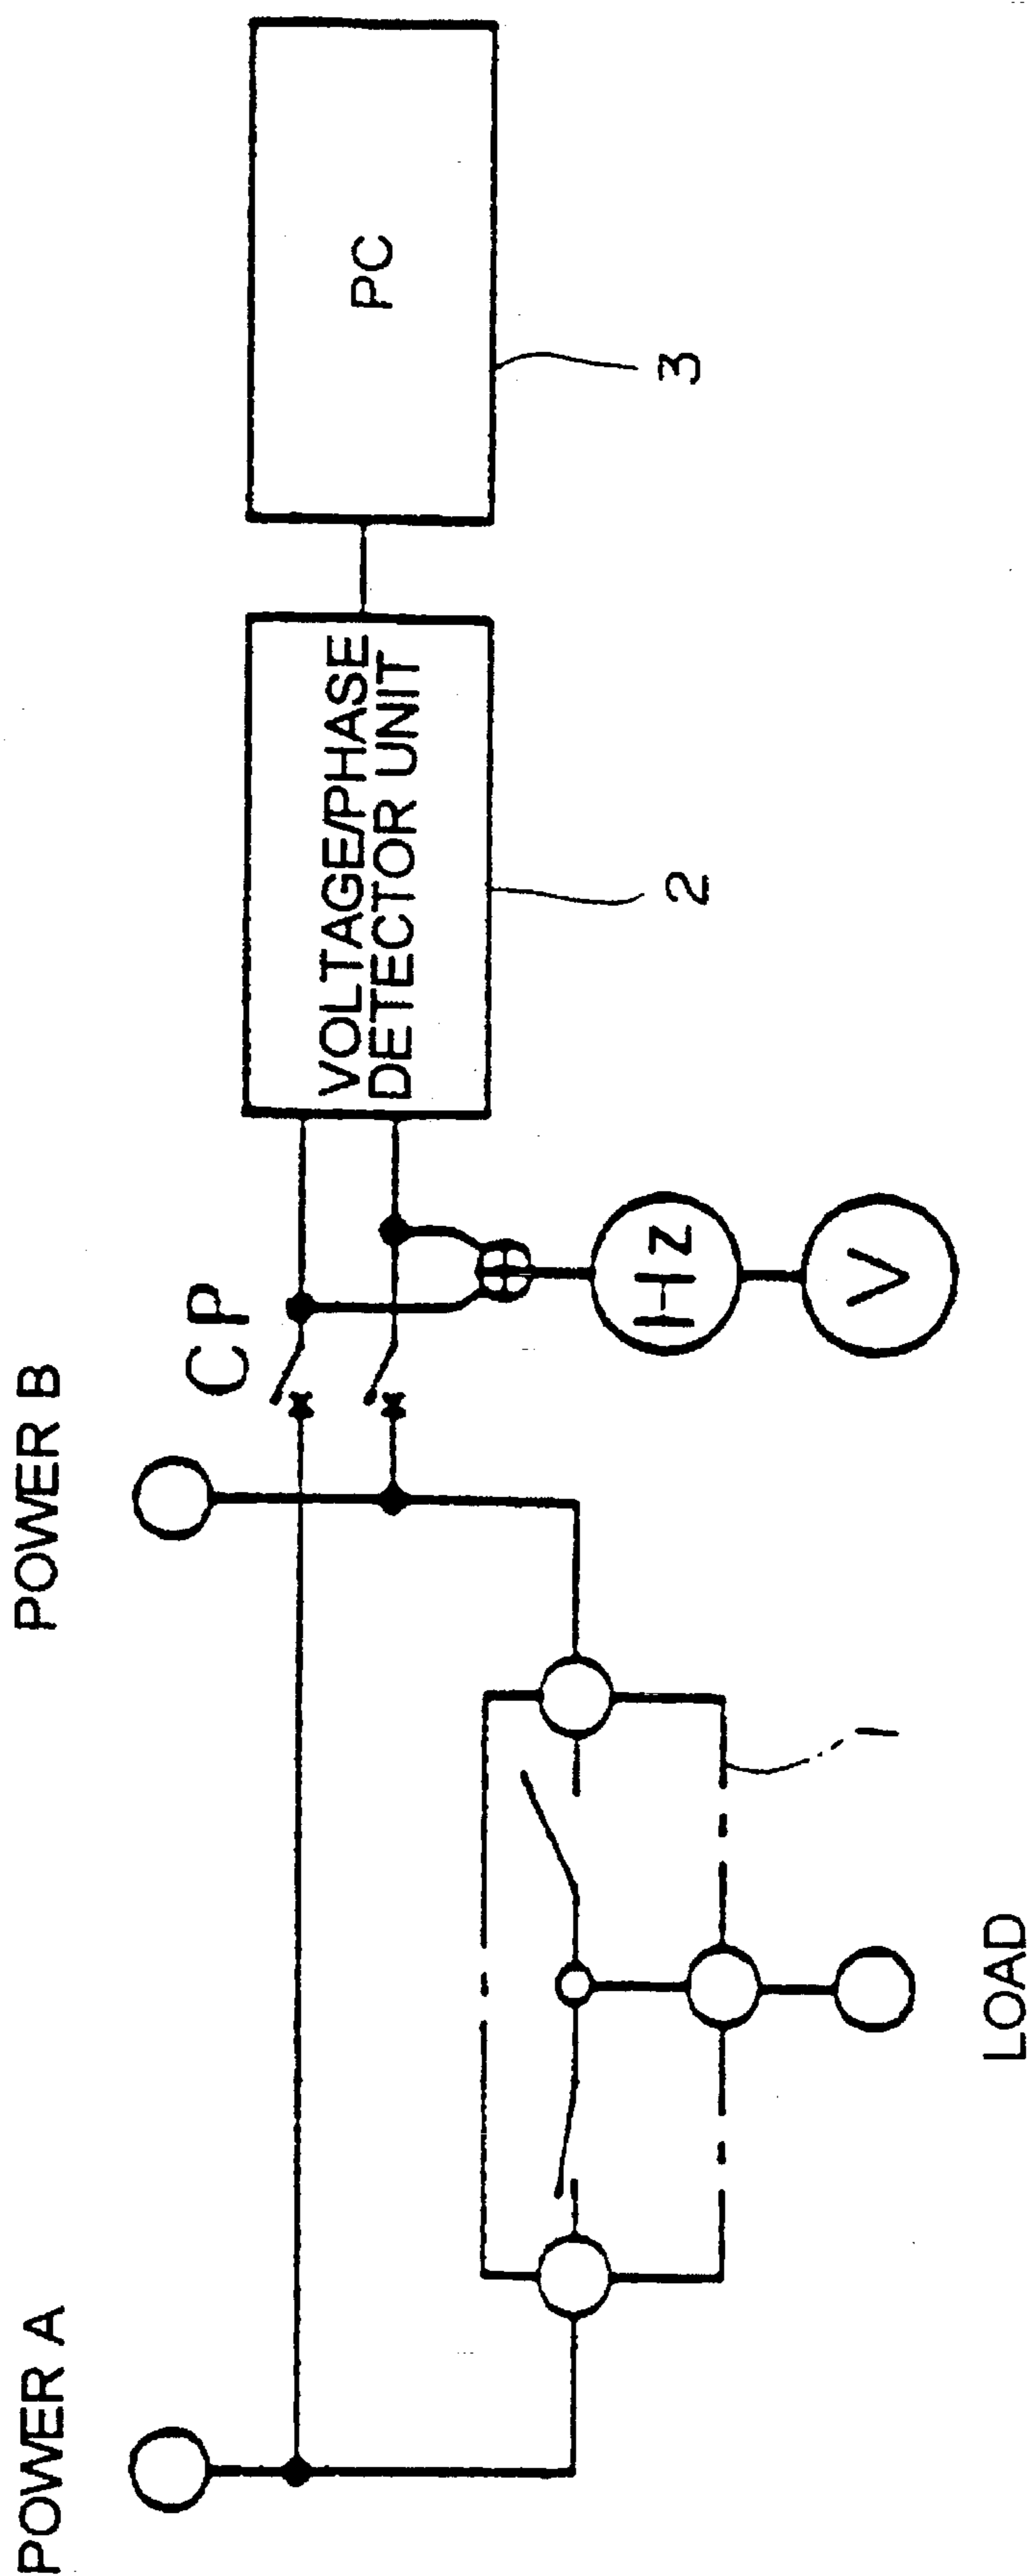 POWER A
POWER B
CP
VOLTAGE/PHASE
DETECTOR UNIT
PC
Hz
V
1
2
3
LOAD